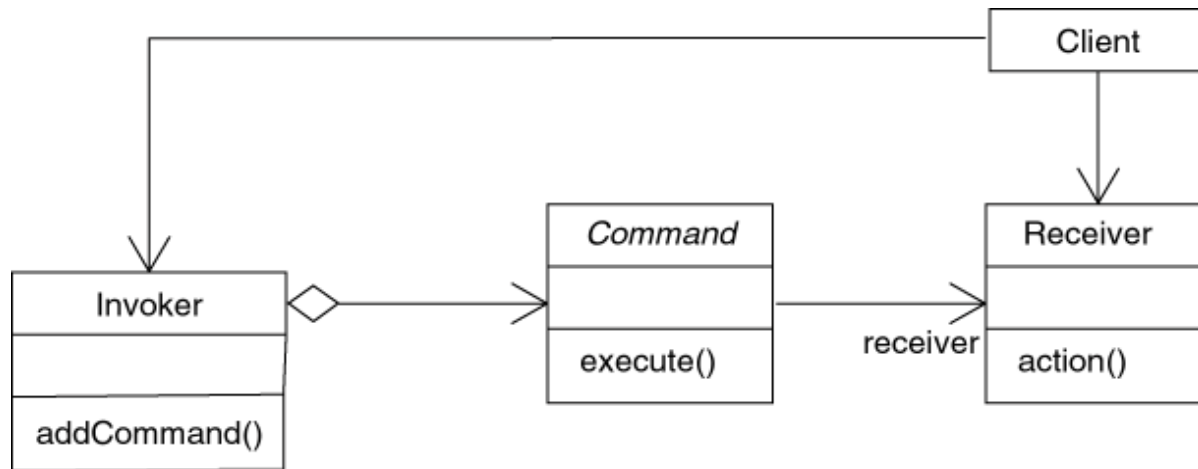 Client
Command
Receiver
Invoker
receiver
execute()
action()
addCommand()